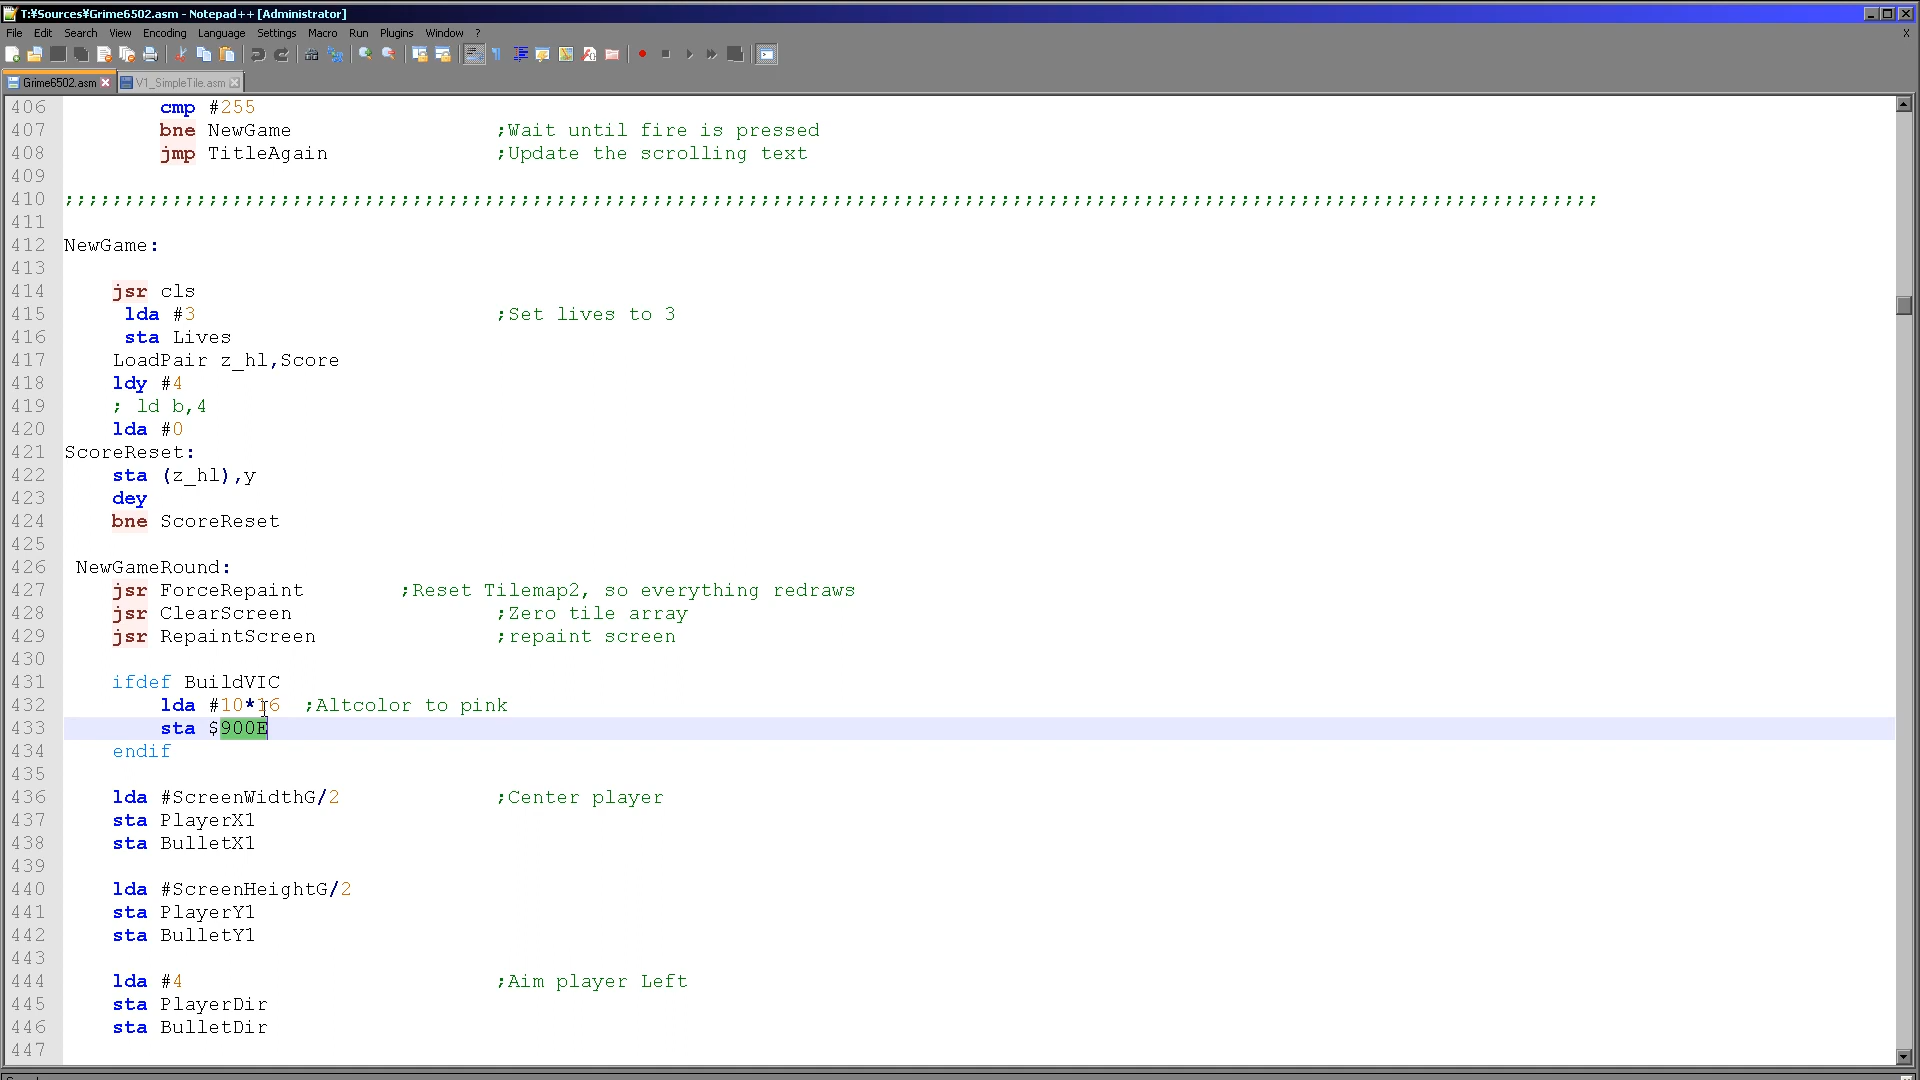 T:¥Sources¥Grime6502.asm - Notepad++ [Administrator]
File Edit Search View Encoding Language Settings Macro Run Plugins Window ? X
Grime6502.asm V1_SimpleTile.asm
406 cmp #255
407 bne NewGame ;Wait until fire is pressed
408 jmp TitleAgain ;Update the scrolling text
409
410 ;;;;;;;;;;;;;;;;;;;;;;;;;;;;;;;;;;;;;;;;;;;;;;;;;;;;;;;;;;;;;;;;;;;;;;;;;;;;;;;;;;;;;;;;;;;;;;;;;;;;;;;;;;;;;;;;;;;;;;;;;;;;;;;;
411
412 NewGame:
413
414 jsr cls
415 lda #3 ;Set lives to 3
416 sta Lives
417 LoadPair z_hl,Score
418 ldy #4
419 ; ld b,4
420 lda #0
421 ScoreReset:
422 sta (z_hl),y
423 dey
424 bne ScoreReset
425
426 NewGameRound:
427 jsr ForceRepaint ;Reset Tilemap2, so everything redraws
428 jsr ClearScreen ;Zero tile array
429 jsr RepaintScreen ;repaint screen
430
431 ifdef BuildVIC
432 lda #10*16 ;Altcolor to pink
433 sta $900E
434 endif
435
436 lda #ScreenWidthG/2 ;Center player
437 sta PlayerX1
438 sta BulletX1
439
440 lda #ScreenHeightG/2
441 sta PlayerY1
442 sta BulletY1
443
444 lda #4 ;Aim player Left
445 sta PlayerDir
446 sta BulletDir
447